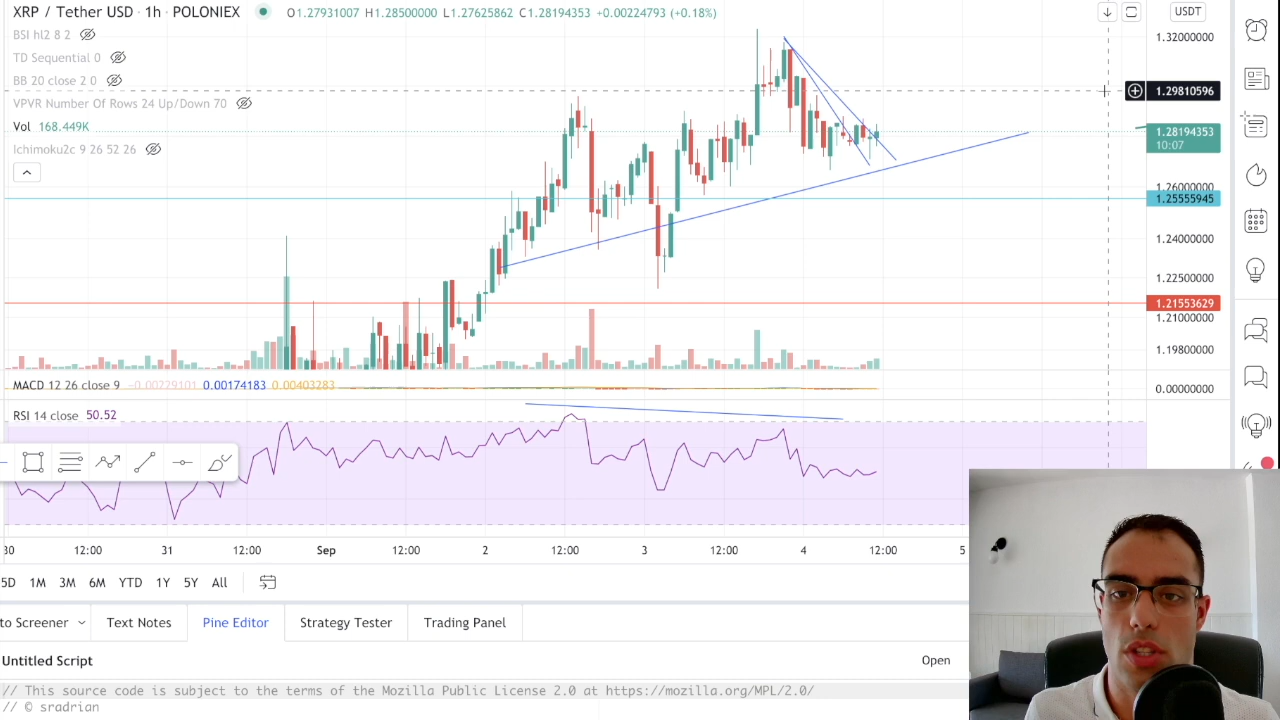 XRP / Tether USD · 1h · POLONIEX O1.27931007 H1.28500000 L1.27625862 C1.28194353 +0.00224793 (+0.18%)
USDT
BSI hl2 8 2
TD Sequential 0
BB 20 close 2 0
VPVR Number Of Rows 24 Up/Down 70
Vol 168.449K
chimoku2c 9 26 52 26
1.32000000
1.29810596
1.28194353
10:07
1.26000000
1.25555945
1.24000000
1.22500000
1.21553629
1.21000000
1.19800000
MACD 12 26 close 9 −0.00229101 0.00174183 0.00403283
0.00000000
RSI 14 close 50.52
30 12:00 31 12:00 Sep 12:00 2 12:00 3 12:00 4 12:00 5
5D 1M 3M 6M YTD 1Y 5Y All
to Screener Text Notes Pine Editor Strategy Tester Trading Panel
Untitled Script
Open
// This source code is subject to the terms of the Mozilla Public License 2.0 at https://mozilla.org/MPL/2.0/
// © sradrian